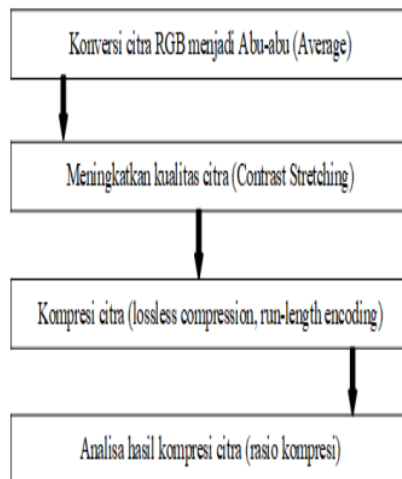 Konversi citra RGB menjadi Abu-abu (Average)
Meningkatkan kualitas citra (Contrast Stretching)
Kompresi citra (lossless compression, run-length encoding)
Analisa hasil kompresi citra (rasio kompresi)